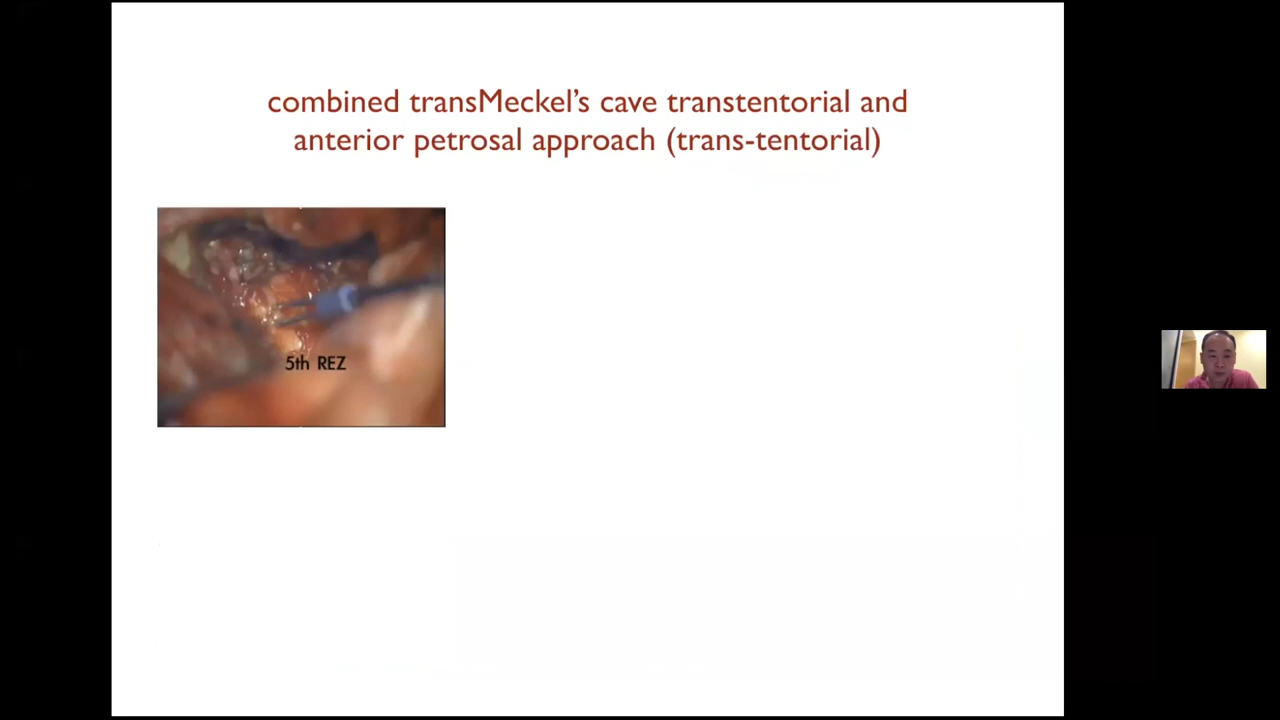 combined transMeckel’s cave transtentorial and
anterior petrosal approach (trans-tentorial)
5th REZ